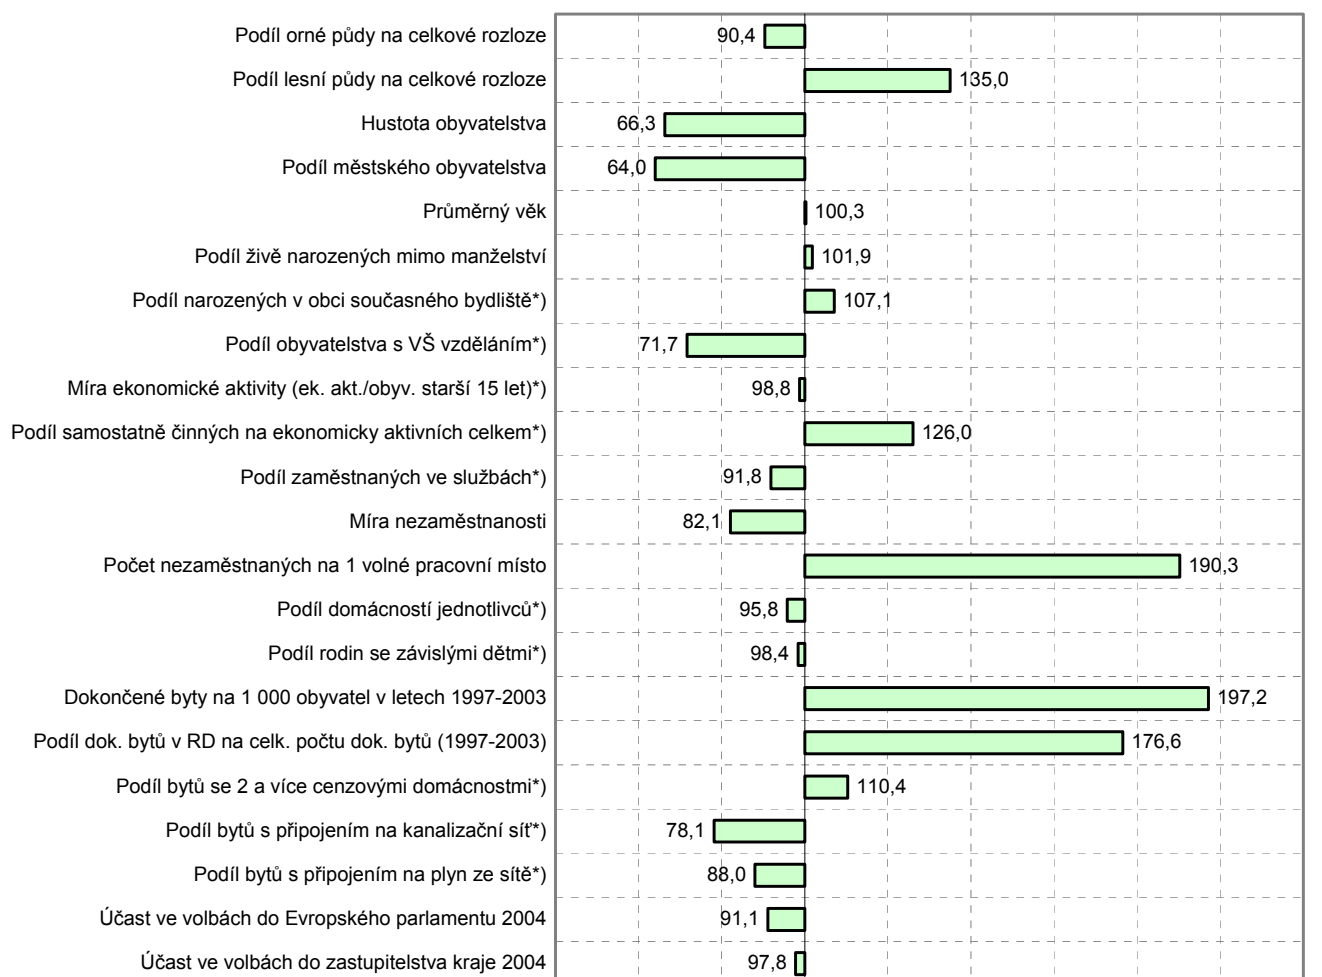 Podíl orné půdy na celkové rozloze 90,4
Podíl lesní půdy na celkové rozloze 135,0
Hustota obyvatelstva 66,3
Podíl městského obyvatelstva 64,0
Průměrný věk 100,3
Podíl živě narozených mimo manželství 101,9
Podíl narozených v obci současného bydliště*) 107,1
Podíl obyvatelstva s VŠ vzděláním*) 71,7
Míra ekonomické aktivity (ek. akt./obyv. starší 15 let)*) 98,8
Podíl samostatně činných na ekonomicky aktivních celkem*) 126,0
Podíl zaměstnaných ve službách*) 91,8
Míra nezaměstnanosti 82,1
Počet nezaměstnaných na 1 volné pracovní místo 190,3
Podíl domácností jednotlivců*) 95,8
Podíl rodin se závislými dětmi*) 98,4
Dokončené byty na 1 000 obyvatel v letech 1997-2003 197,2
Podíl dok. bytů v RD na celk. počtu dok. bytů (1997-2003) 176,6
Podíl bytů se 2 a více cenzovými domácnostmi*) 110,4
Podíl bytů s připojením na kanalizační síť*) 78,1
Podíl bytů s připojením na plyn ze sítě*) 88,0
Účast ve volbách do Evropského parlamentu 2004 91,1
Účast ve volbách do zastupitelstva kraje 2004 97,8